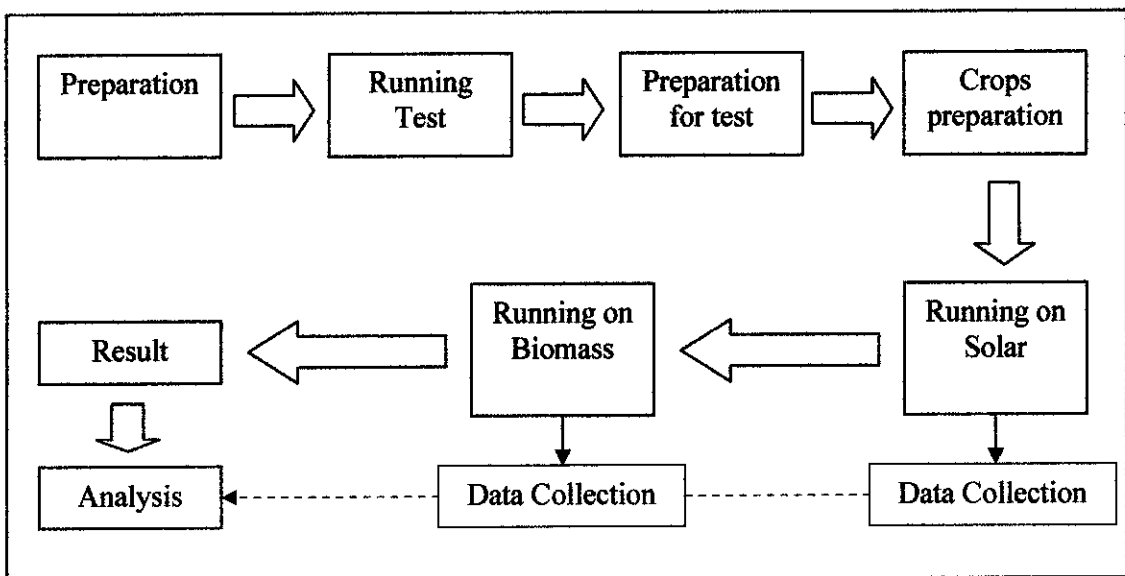 Preparation
Running
Test
Preparation
for test
Crops
preparation
Running on
Solar
Running on
Biomass
Result
Analysis
Data Collection
Data Collection